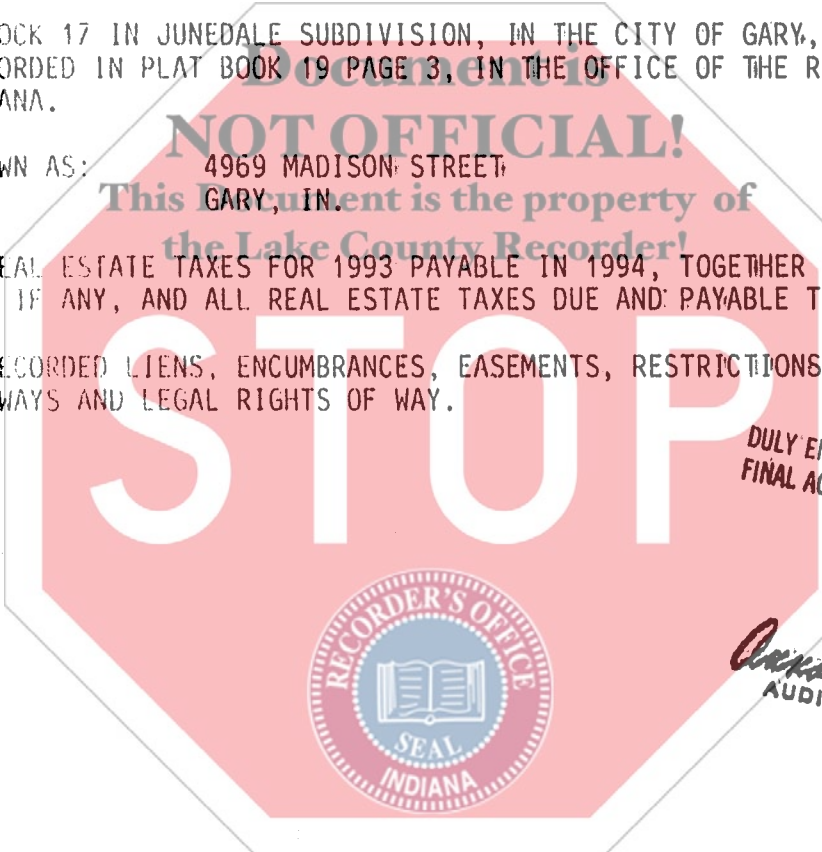 OCK 17 IN JUNEDALE SUBDIVISION, IN THE CITY OF GARY,
ORDED IN PLAT BOOK 19 PAGE 3, IN THE OFFICE OF THE R
ANA.
Document is
NOT OFFICIAL!
This Document is the property of
the Lake County Recorder!
WN AS: 4969 MADISON STREET
GARY, IN.
EAL ESTATE TAXES FOR 1993 PAYABLE IN 1994, TOGETHER
IF ANY, AND ALL REAL ESTATE TAXES DUE AND PAYABLE T
ECORDED LIENS, ENCUMBRANCES, EASEMENTS, RESTRICTIONS
WAYS AND LEGAL RIGHTS OF WAY.
STOP
DULY E
FINAL AC
RECORDER'S OFFICE
SEAL
INDIANA
AUDI